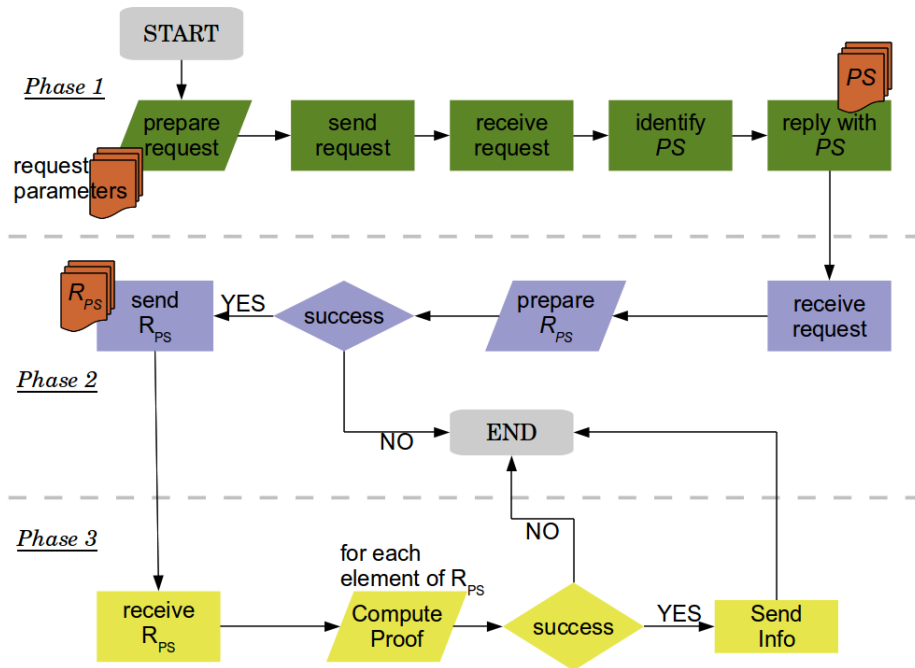 START
Phase 1
PS
prepare
request
send
request
receive
request
identify
PS
reply with
PS
request
parameters
R_PS
send
R_PS
YES
success
prepare
R_PS
receive
request
Phase 2
NO
END
Phase 3
NO
for each
element of R_PS
receive
R_PS
Compute
Proof
success
YES
Send
Info